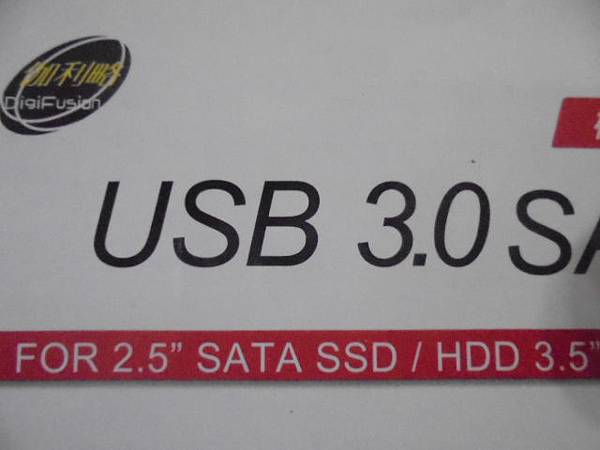 伽利略
DigiFusion
USB 3.0 SA
FOR 2.5” SATA SSD / HDD 3.5”